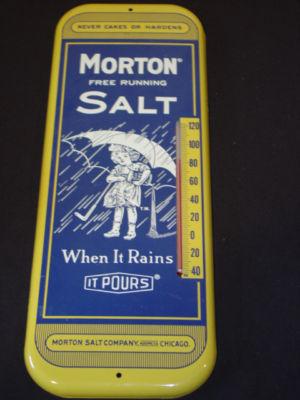 NEVER CAKES OR HARDENS
MORTON®
FREE RUNNING
SALT
120
100
80
60
40
20
0
20
40
T.M.
When It Rains
IT POURS®
MORTON SALT COMPANY, CHICAGO.